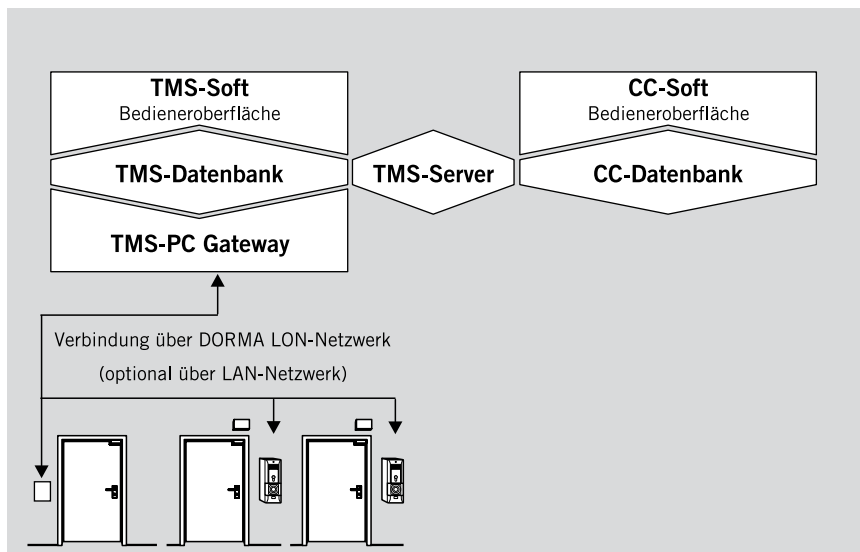 TMS-Soft
Bedieneroberfläche
CC-Soft
Bedieneroberfläche
TMS-Datenbank
TMS-Server
CC-Datenbank
TMS-PC Gateway
Verbindung über DORMA LON-Netzwerk
(optional über LAN-Netzwerk)